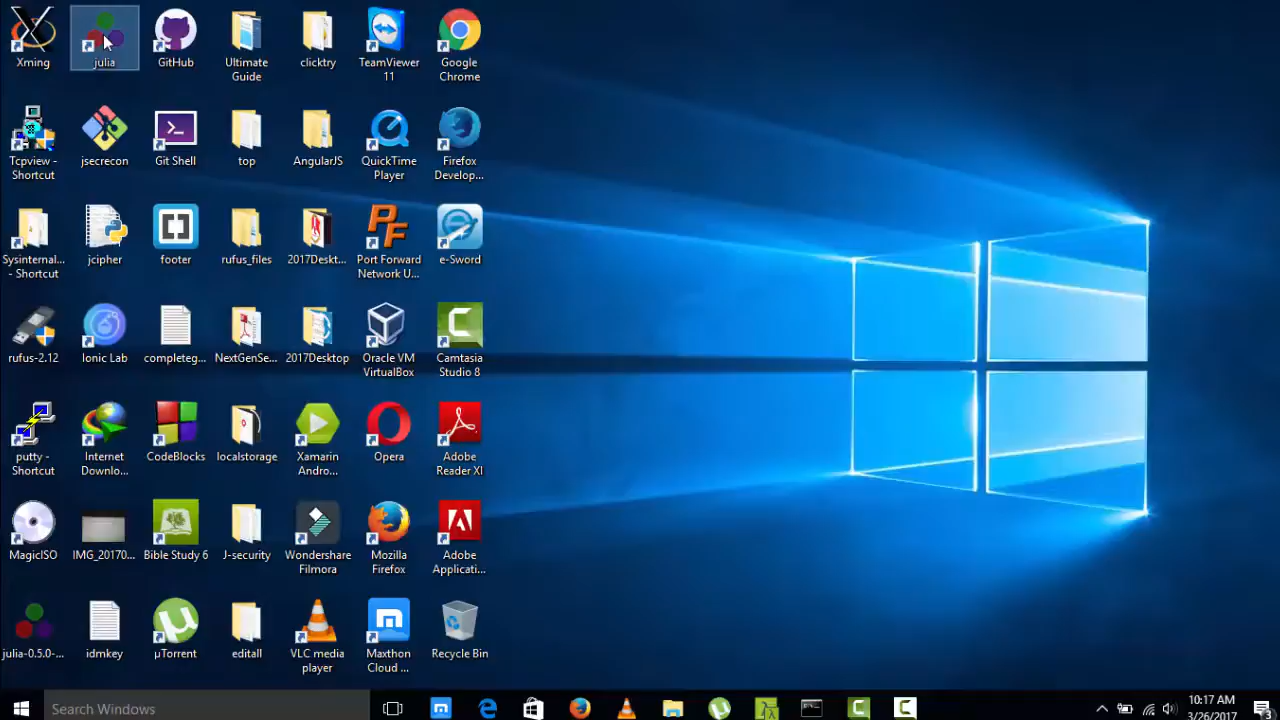 Xming
julia
GitHub
Ultimate
Guide
clicktry
TeamViewer
11
Google
Chrome
Tcpview -
Shortcut
jsecrecon
Git Shell
top
AngularJS
QuickTime
Player
Firefox
Develop...
Sysinternal...
- Shortcut
jcipher
footer
rufus_files
2017Deskt...
Port Forward
Network U...
e-Sword
rufus-2.12
Ionic Lab
completeg...
NextGenSe...
2017Desktop
Oracle VM
VirtualBox
Camtasia
Studio 8
putty -
Shortcut
Internet
Downlo...
CodeBlocks
localstorage
Xamarin
Andro...
Opera
Adobe
Reader XI
MagicISO
IMG_20170...
Bible Study 6
J-security
Wondershare
Filmora
Mozilla
Firefox
Adobe
Applicati...
julia-0.5.0-...
idmkey
µTorrent
editall
VLC media
player
Maxthon
Cloud ...
Recycle Bin
Search Windows
10:17 AM
3/26/2017